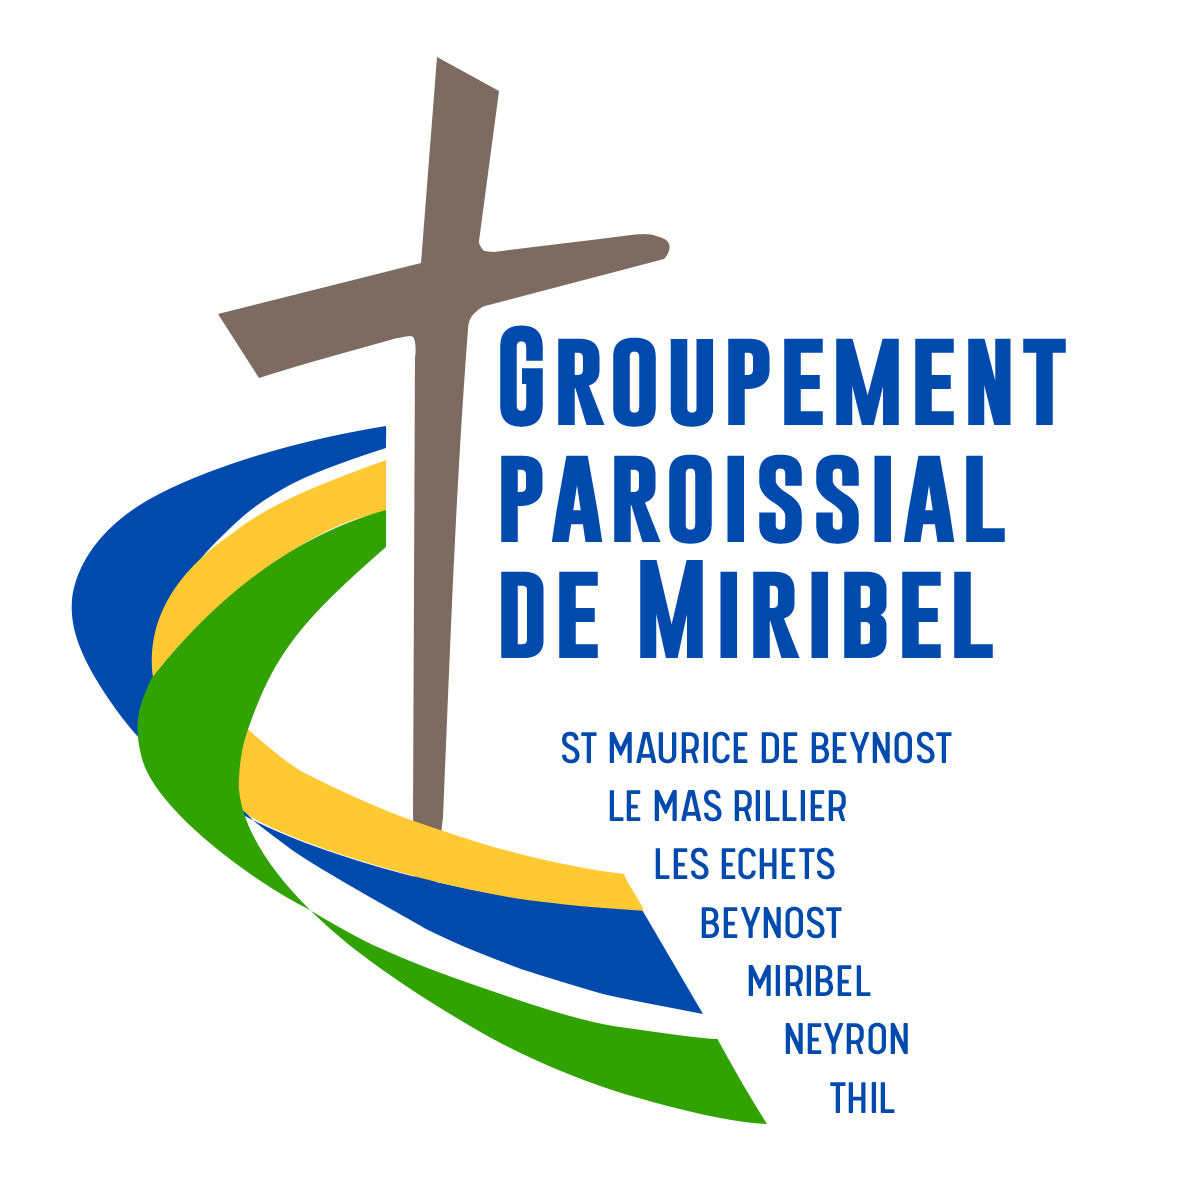 GROUPEMENT
PAROISSIAL
DE MIRIBEL
ST MAURICE DE BEYNOST
LE MAS RILLIER
LES ECHETS
BEYNOST
MIRIBEL
NEYRON
THIL